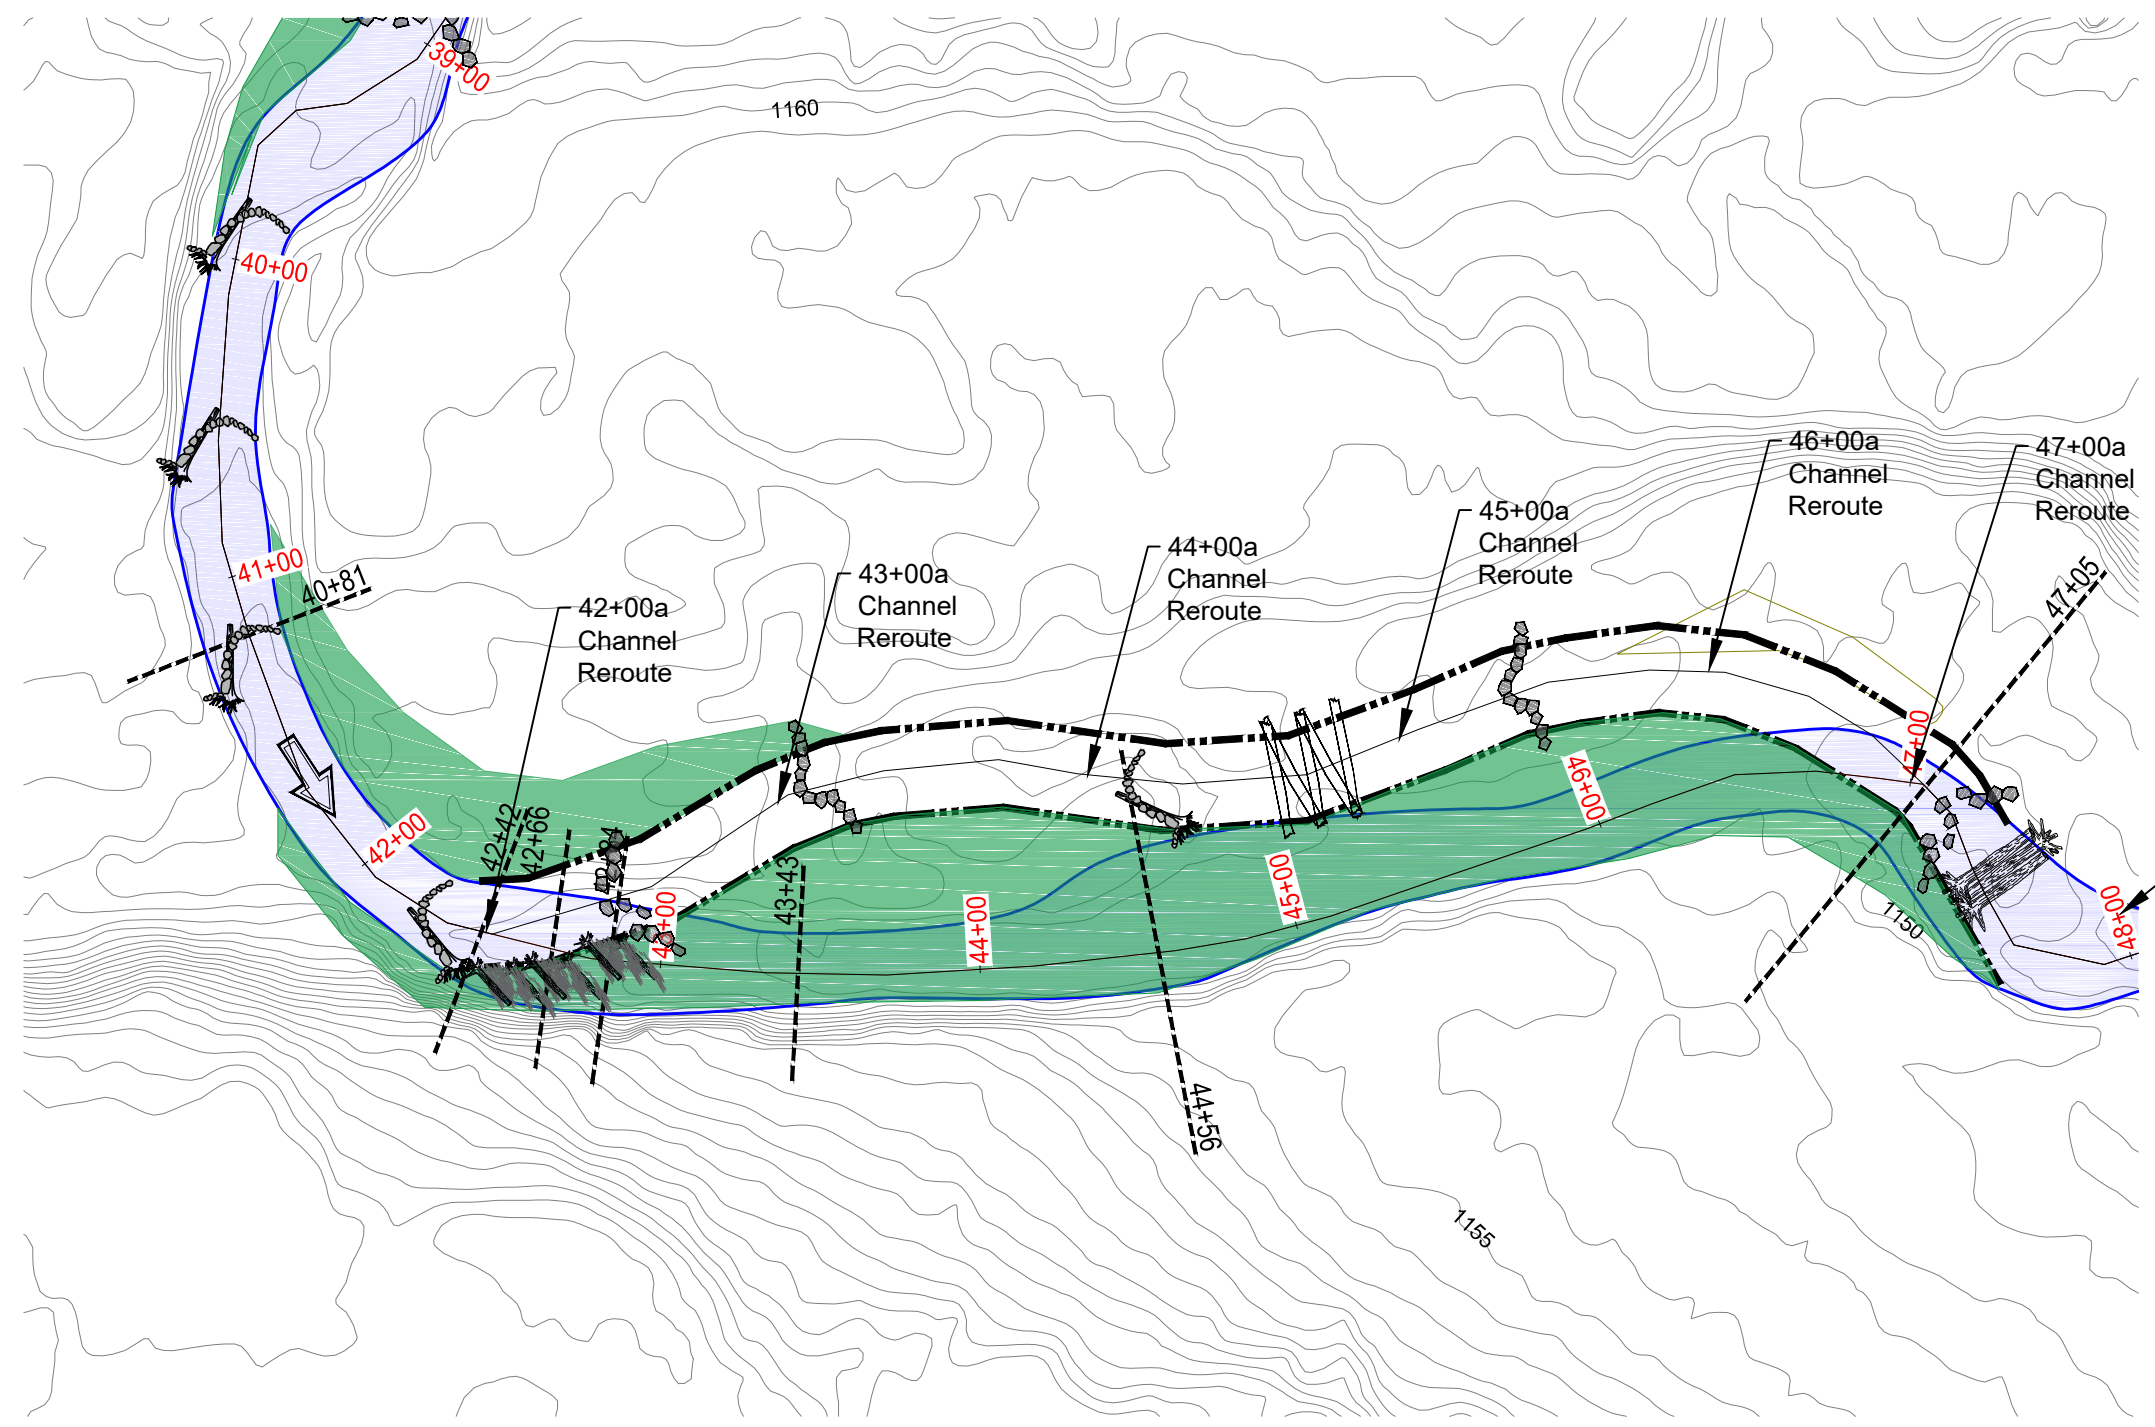 39+00
1160
40+00
41+00
40+81
42+00
42+42
42+66
42+00a
Channel
Reroute
43+00a
Channel
Reroute
44+00a
Channel
Reroute
45+00a
Channel
Reroute
46+00a
Channel
Reroute
47+00a
Channel
Reroute
47+05
47+00
46+00
45+00
44+00
43+43
44+56
48+00
1150
1155